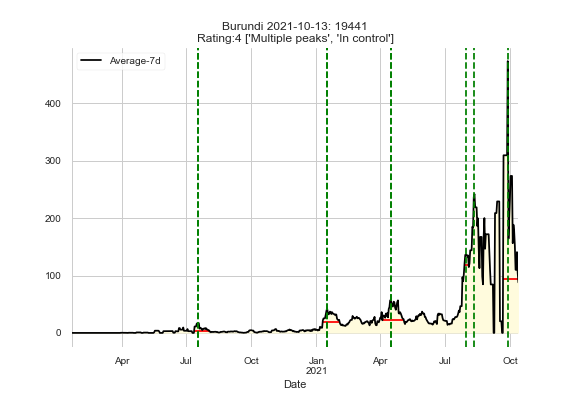 Burundi 2021-10-13: 19441
Rating:4 ['Multiple peaks', 'In control']
Average-7d
400
300
200
100
0
Apr
Jul
Oct
Jan
2021
Apr
Jul
Oct
Date